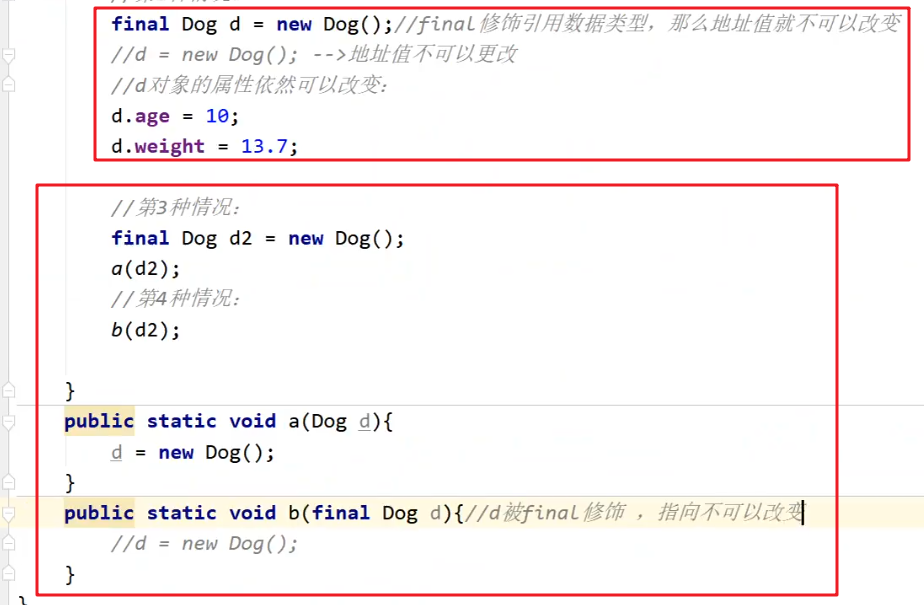 final Dog d = new Dog();//final修饰引用数据类型，那么地址值就不可以改变
//d = new Dog(); -->地址值不可以更改
//d对象的属性依然可以改变：
d.age = 10;
d.weight = 13.7;
//第3种情况：
final Dog d2 = new Dog();
a(d2);
//第4种情况：
b(d2);
}
public static void a(Dog d){
d = new Dog();
}
public static void b(final Dog d){//d被final修饰 ，指向不可以改变
//d = new Dog();
}
}